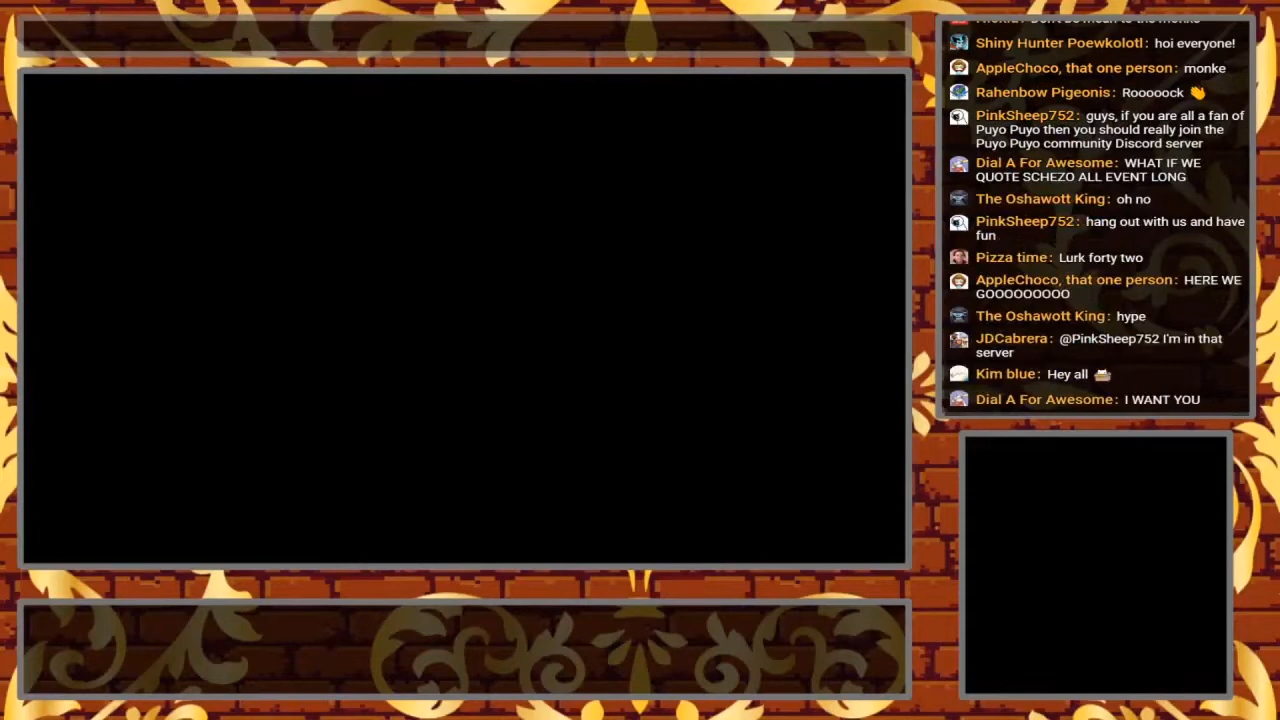 Shiny Hunter Poewkolotl: hoi everyone!
AppleChoco, that one person: monke
Rahenbow Pigeonis: Rooooock 👏
PinkSheep752: guys, if you are all a fan of
Puyo Puyo then you should really join the
Puyo Puyo community Discord server
Dial A For Awesome: WHAT IF WE
QUOTE SCHEZO ALL EVENT LONG
The Oshawott King: oh no
PinkSheep752: hang out with us and have
fun
Pizza time: Lurk forty two
AppleChoco, that one person: HERE WE
GOOOOOOOOO
The Oshawott King: hype
JDCabrera: @PinkSheep752 I'm in that
server
Kim blue: Hey all
Dial A For Awesome: I WANT YOU